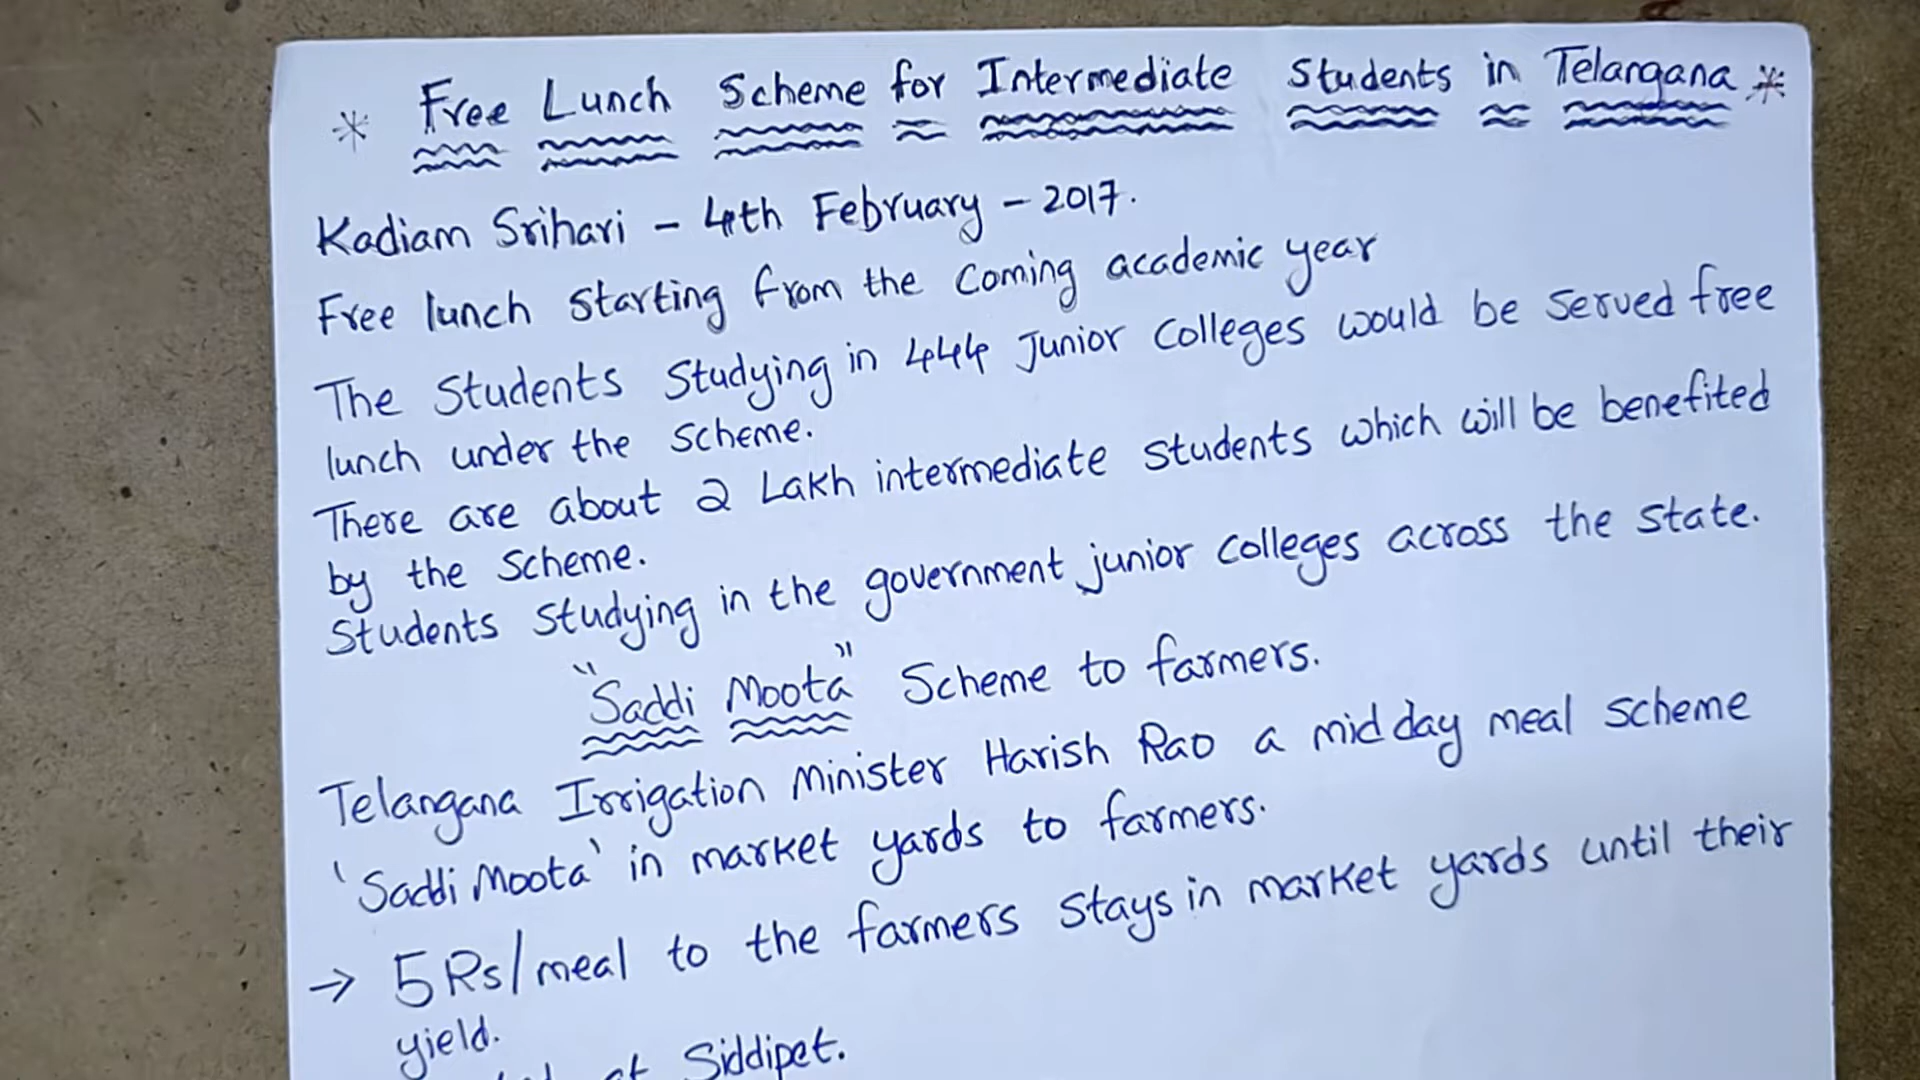 * Free Lunch Scheme for Intermediate Students in Telangana *
Kadiam Srihari - 4th February - 2017.
Free lunch starting from the coming academic year
The students studying in 444 Junior Colleges would be served free
lunch under the scheme.
There are about 2 Lakh intermediate students which will be benefited
by the scheme.
Students studying in the government junior colleges across the state.
"Saddi Moota" Scheme to farmers.
Telangana Irrigation Minister Harish Rao a mid day meal scheme
'Saddi Moota' in market yards to farmers.
→ 5Rs/meal to the farmers stays in market yards until their
yield.
at Siddipet.